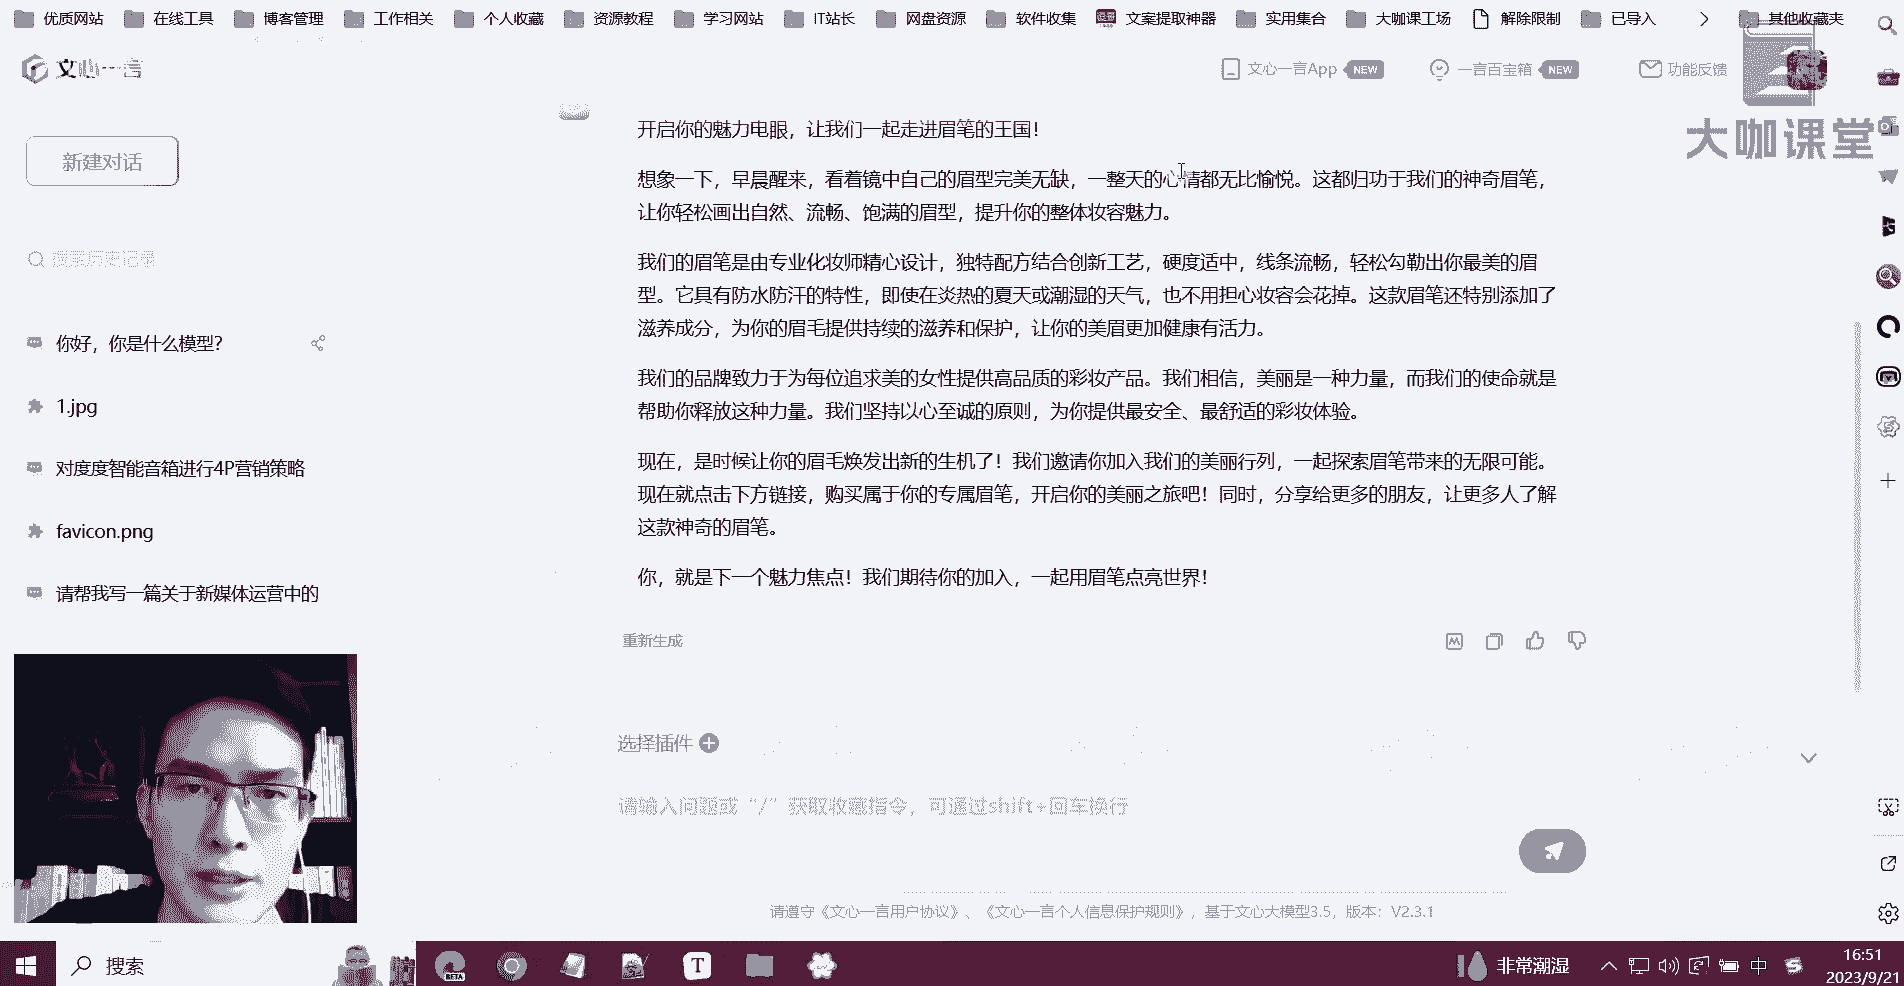 优质网站 在线工具 博客管理 工作相关 个人收藏 资源教程 学习网站 IT站长 网盘资源 软件收集 文案提取神器 实用集合 大咖课工场 解除限制 已导入 其他收藏夹
文心一言
文心一言App NEW 一言百宝箱 NEW 功能反馈
大咖课堂
新建对话
搜索历史记录
你好，你是什么模型？
1.jpg
对度度智能音箱进行4P营销策略
favicon.png
请帮我写一篇关于新媒体运营中的
开启你的魅力电眼，让我们一起走进眉笔的王国！
想象一下，早晨醒来，看着镜中自己的眉型完美无缺，一整天的心情都无比愉悦。这都归功于我们的神奇眉笔，
让你轻松画出自然、流畅、饱满的眉型，提升你的整体妆容魅力。
我们的眉笔是由专业化妆师精心设计，独特配方结合创新工艺，硬度适中，线条流畅，轻松勾勒出你最美的眉
型。它具有防水防汗的特性，即使在炎热的夏天或潮湿的天气，也不用担心妆容会花掉。这款眉笔还特别添加了
滋养成分，为你的眉毛提供持续的滋养和保护，让你的美眉更加健康有活力。
我们的品牌致力于为每位追求美的女性提供高品质的彩妆产品。我们相信，美丽是一种力量，而我们的使命就是
帮助你释放这种力量。我们坚持以心至诚的原则，为你提供最安全、最舒适的彩妆体验。
现在，是时候让你的眉毛焕发出新的生机了！我们邀请你加入我们的美丽行列，一起探索眉笔带来的无限可能。
现在就点击下方链接，购买属于你的专属眉笔，开启你的美丽之旅吧！同时，分享给更多的朋友，让更多人了解
这款神奇的眉笔。
你，就是下一个魅力焦点！我们期待你的加入，一起用眉笔点亮世界！
重新生成
选择插件
请输入问题或“/”获取收藏指令，可通过shift+回车换行
请遵守《文心一言用户协议》、《文心一言个人信息保护规则》，基于文心大模型3.5，版本：V2.3.1
搜索
BETA
T
非常潮湿
中
16:51
2023/9/21